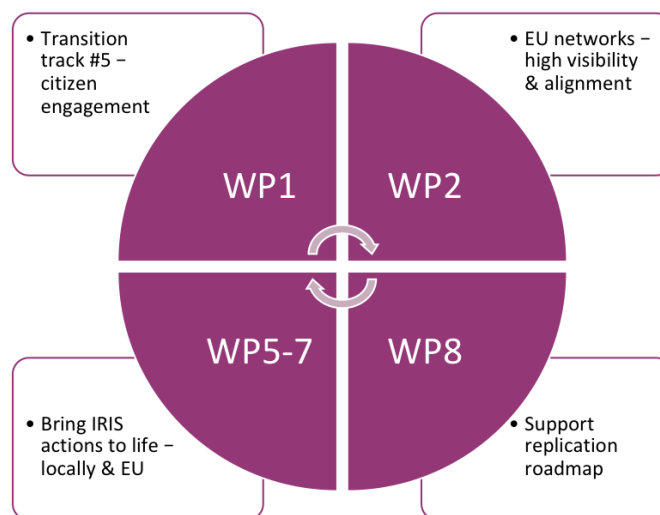 • Transition
track #5 –
citizen
engagement
• EU networks –
high visibility
& alignment
WP1
WP2
WP5-7
WP8
• Bring IRIS
actions to life –
locally & EU
• Support
replication
roadmap